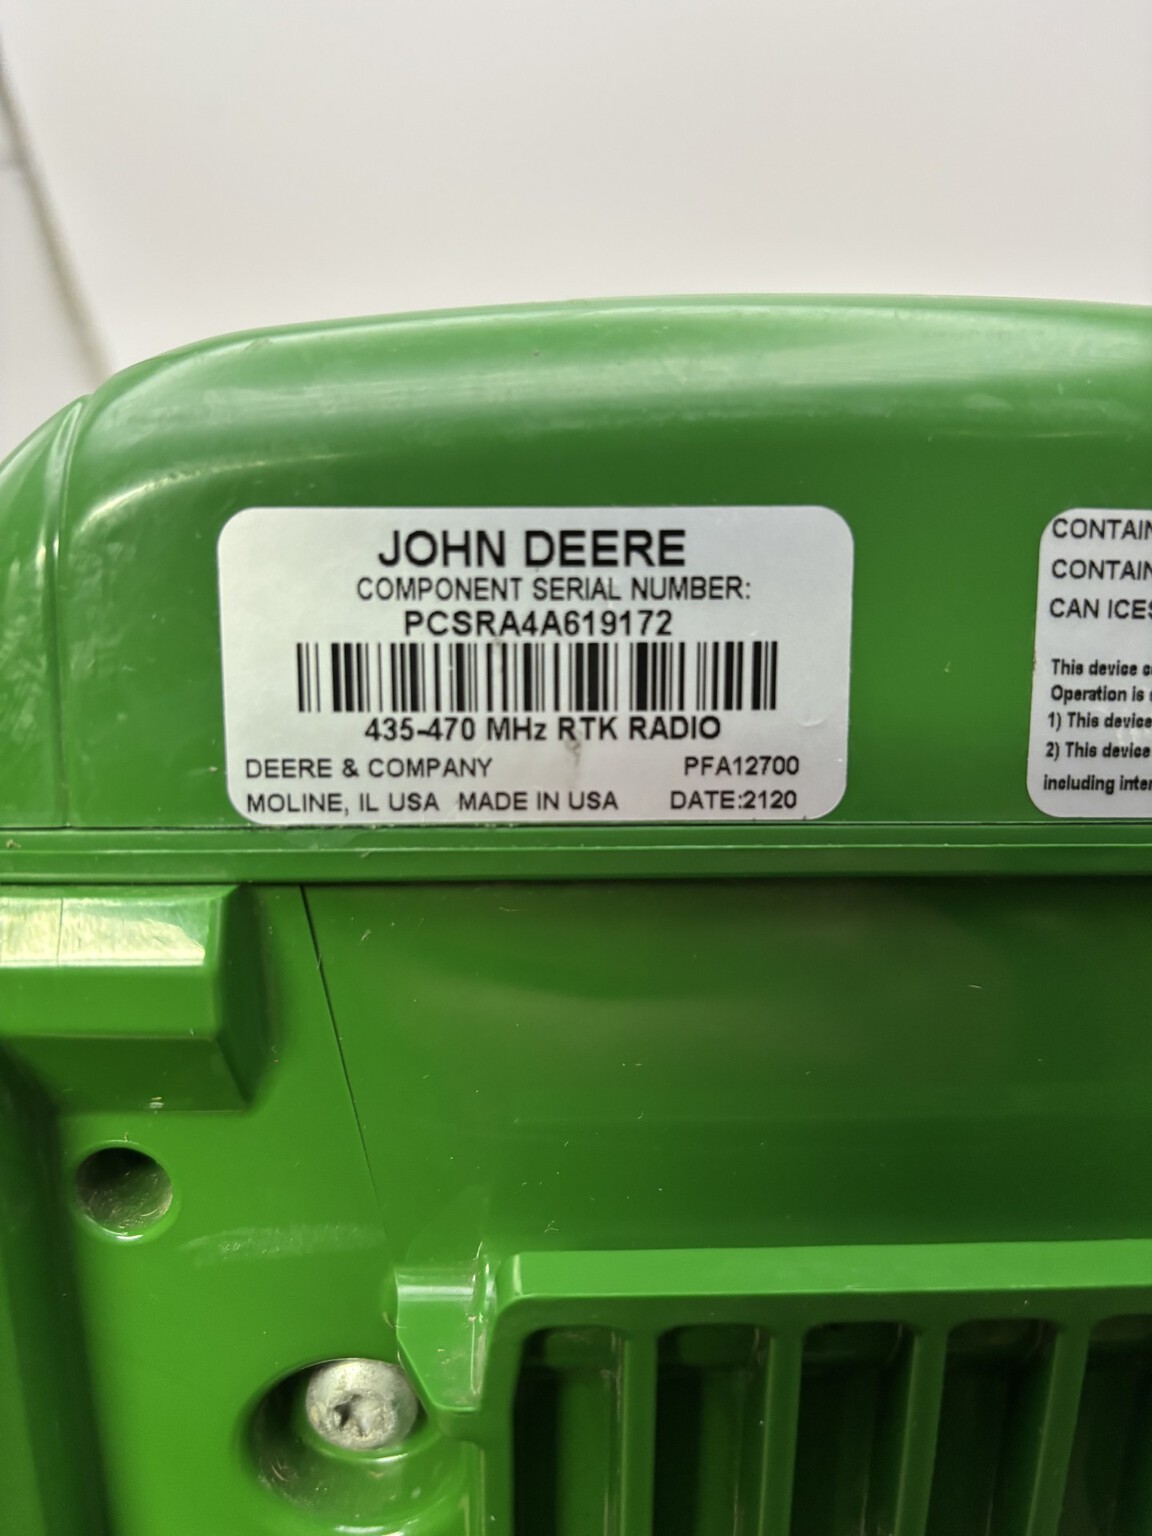 JOHN DEERE
COMPONENT SERIAL NUMBER:
PCSRA4A619172
435-470 MHz RTK RADIO
DEERE & COMPANY PFA12700
MOLINE, IL USA MADE IN USA DATE:2120
CONTAIN
CONTAIN
CAN ICES
This device
Operation is
1) This device
2) This device
including